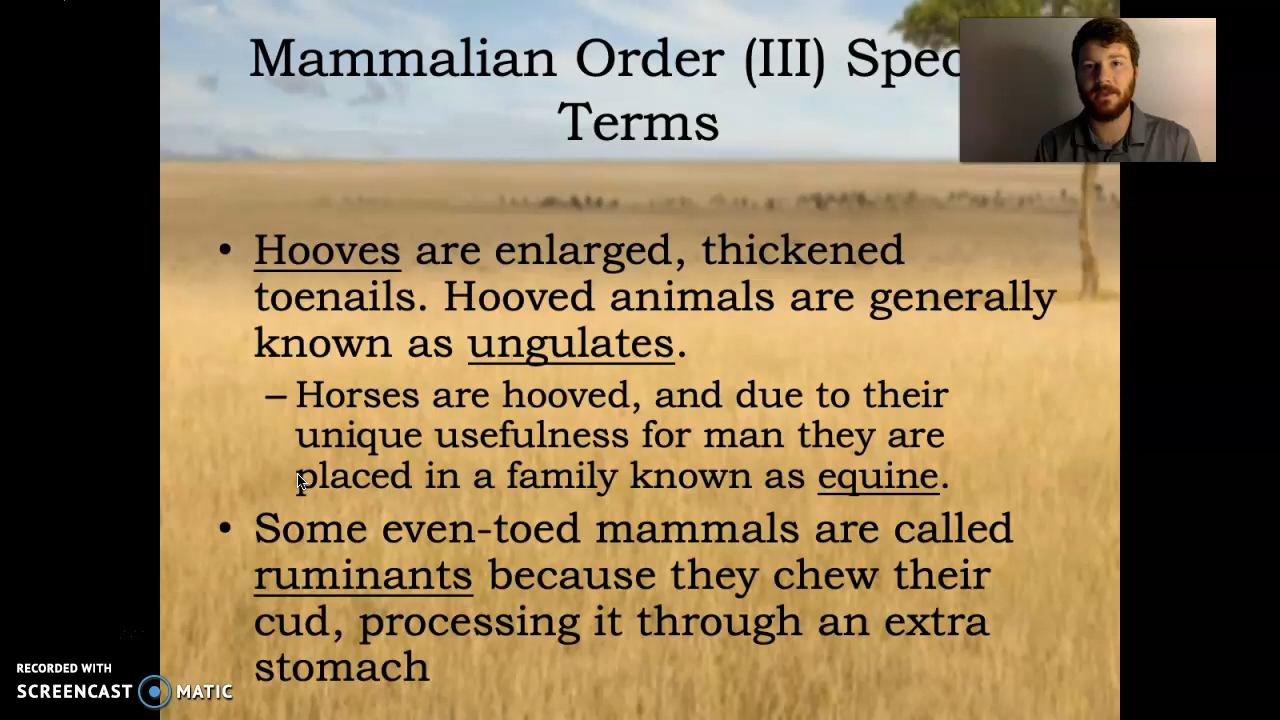 Mammalian Order (III) Spec
Terms
• Hooves are enlarged, thickened
toenails. Hooved animals are generally
known as ungulates.
– Horses are hooved, and due to their
unique usefulness for man they are
placed in a family known as equine.
• Some even-toed mammals are called
ruminants because they chew their
cud, processing it through an extra
stomach
RECORDED WITH
SCREENCAST MATIC